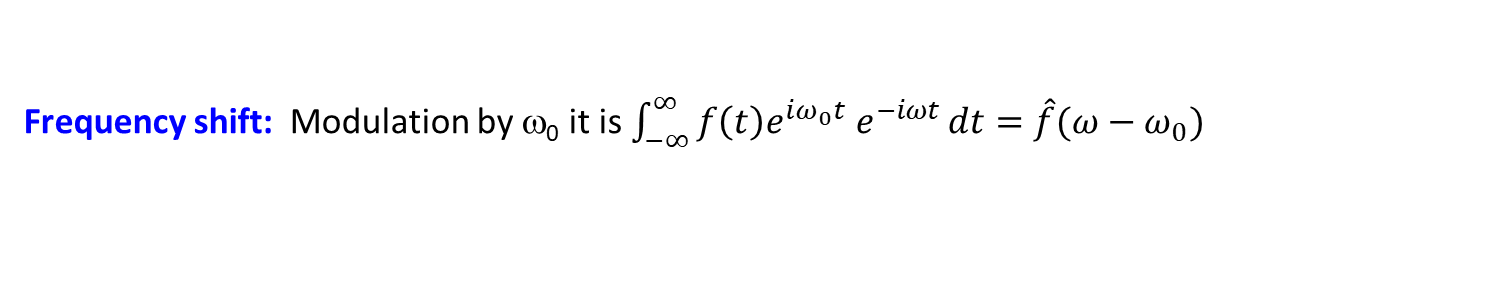 Frequency shift: Modulation by ω₀ it is ∫_{−∞}^{∞} f(t)e^{iω₀t} e^{−iωt} dt = f̂(ω − ω₀)